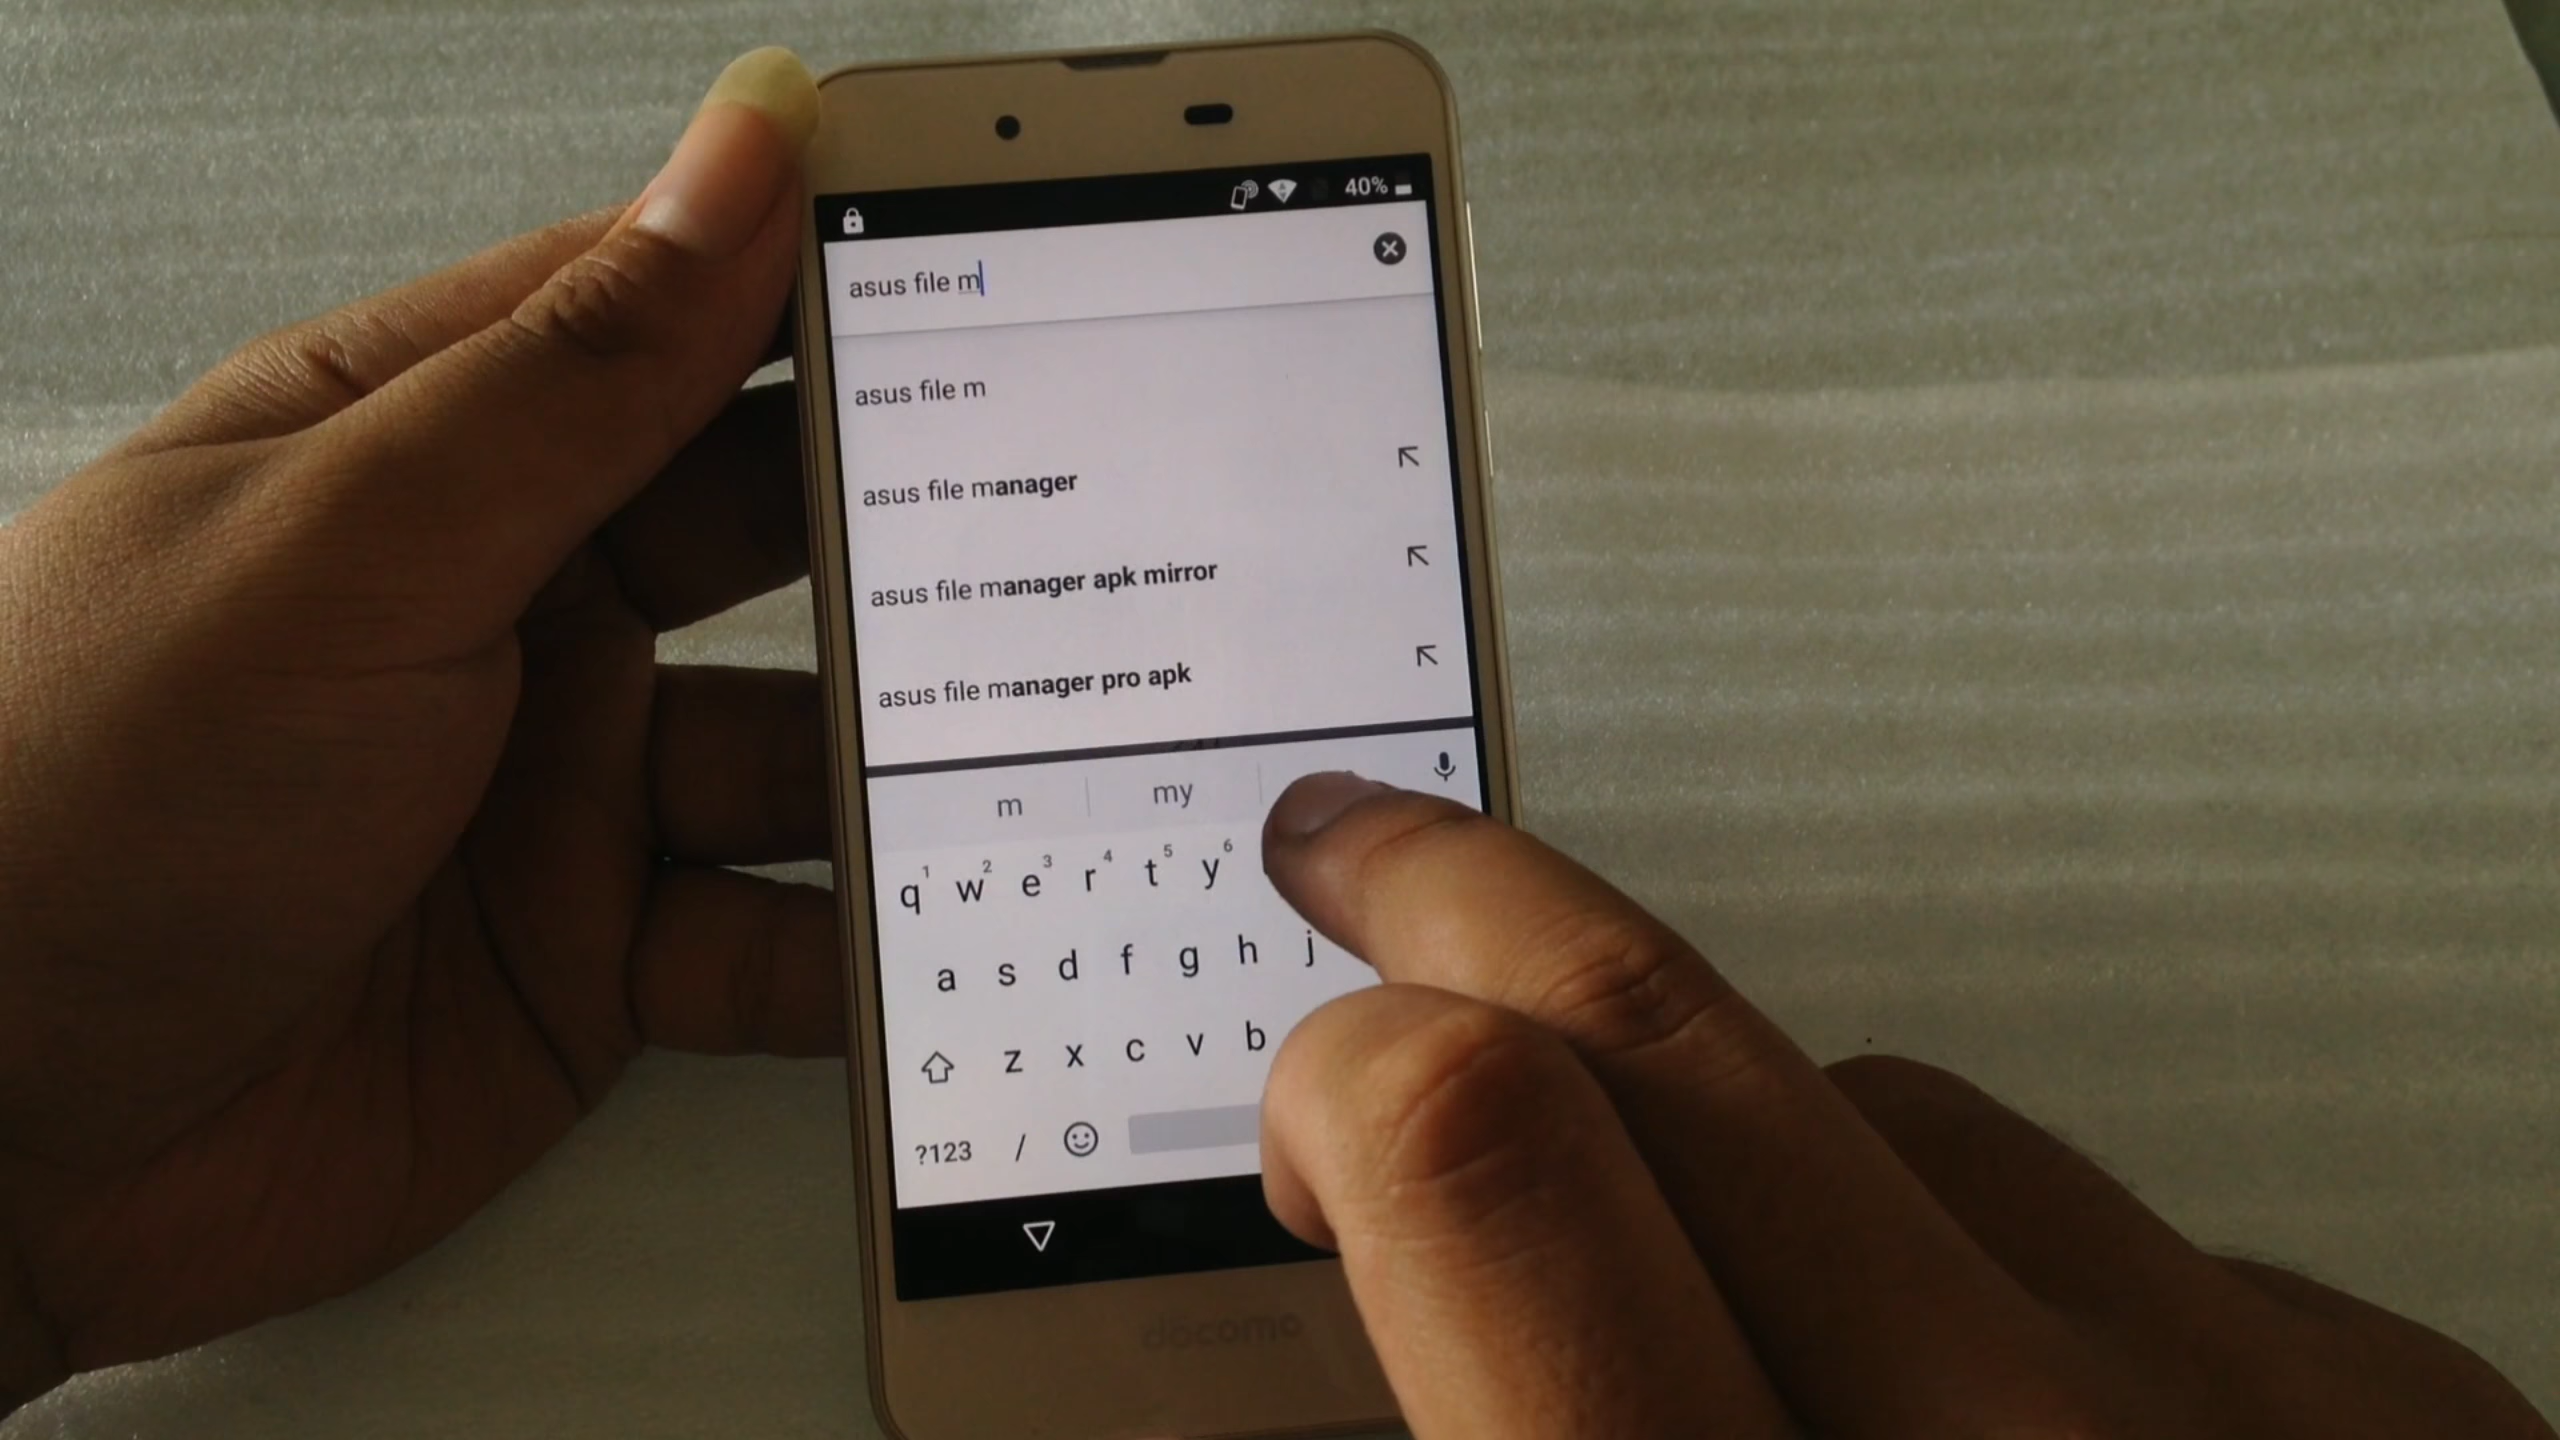 40%
asus file m
asus file m
asus file manager
asus file manager apk mirror
asus file manager pro apk
m my
q1 w2 e3 r4 t5 y6
a s d f g h j
z x c v b
?123 / 
docomo